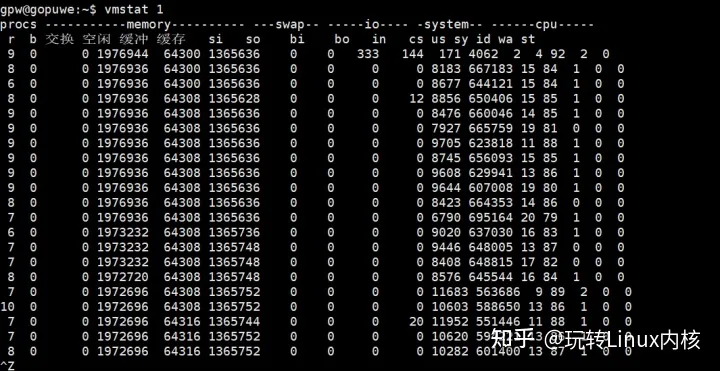 gpw@gopuwe:~$ vmstat 1
procs -----------memory---------- ---swap-- -----io---- -system-- ------cpu-----
r b 交换 空闲 缓冲 缓存 si so bi bo in cs us sy id wa st
9 0 0 1976944 64300 1365636 0 0 333 144 171 4062 2 4 92 2 0
8 0 0 1976936 64300 1365636 0 0 0 0 8183 667183 15 84 1 0 0
6 0 0 1976936 64300 1365636 0 0 0 0 8677 644121 15 84 1 0 0
8 0 0 1976936 64308 1365628 0 0 0 12 8856 650406 15 85 1 0 0
9 0 0 1976936 64308 1365636 0 0 0 0 8476 660046 14 85 1 0 0
9 0 0 1976936 64308 1365636 0 0 0 0 7927 665759 19 81 0 0 0
9 0 0 1976936 64308 1365636 0 0 0 0 9705 623818 11 88 1 0 0
7 0 0 1976936 64308 1365636 0 0 0 0 8745 656093 15 85 1 0 0
9 0 0 1976936 64308 1365636 0 0 0 0 9608 629941 13 86 1 0 0
9 0 0 1976936 64308 1365636 0 0 0 0 9644 607008 19 80 1 0 0
8 0 0 1976936 64308 1365636 0 0 0 0 8423 664353 14 86 0 0 0
7 0 0 1976936 64308 1365636 0 0 0 0 6790 695164 20 79 1 0 0
6 0 0 1973232 64308 1365736 0 0 0 0 9020 637030 16 83 1 0 0
7 0 0 1973232 64308 1365748 0 0 0 0 9446 648005 13 87 0 0 0
7 0 0 1973232 64308 1365748 0 0 0 0 8408 648815 17 82 0 0 0
8 0 0 1972720 64308 1365748 0 0 0 0 8576 645544 16 84 1 0 0
7 0 0 1972696 64308 1365752 0 0 0 0 11683 563686 9 89 2 0 0
10 0 0 1972696 64308 1365752 0 0 0 0 10603 588650 13 86 1 0 0
7 0 0 1972696 64316 1365744 0 0 0 20 11952 551446 11 88 1 0 0
7 0 0 1972696 64316 1365752 0 0 0 0 10620
8 0 0 1972696 64316 1365752 0 0 0 0 10282 601400 13 87 1 0 0
^Z
知乎 @玩转Linux内核